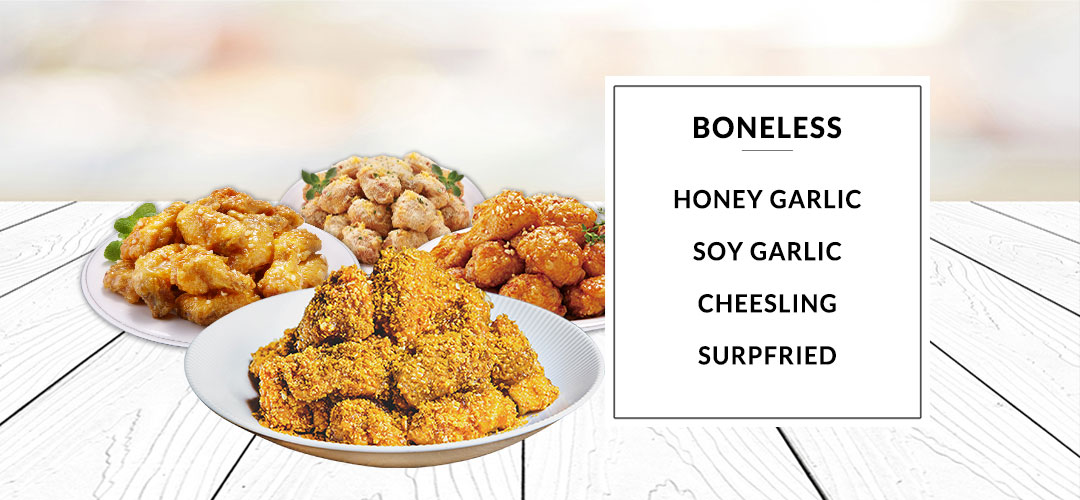 BONELESS
HONEY GARLIC
SOY GARLIC
CHEESLING
SURPFRIED